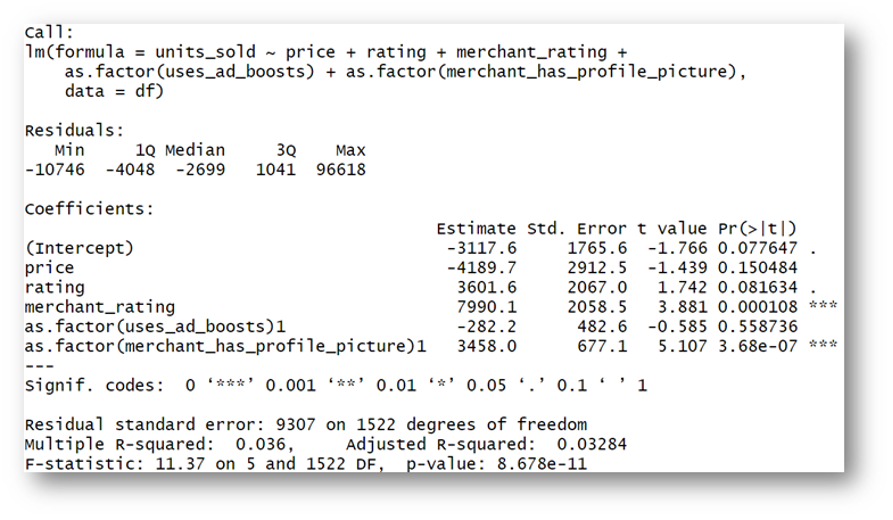 Call:
lm(formula = units_sold ~ price + rating + merchant_rating +
    as.factor(uses_ad_boosts) + as.factor(merchant_has_profile_picture),
    data = df)
Residuals:
   Min     1Q Median     3Q    Max
-10746  -4048  -2699   1041  96618
Coefficients:
                                         Estimate Std. Error t value Pr(>|t|)
(Intercept)                               -3117.6     1765.6  -1.766 0.077647 .
price                                     -4189.7     2912.5  -1.439 0.150484
rating                                     3601.6     2067.0   1.742 0.081634 .
merchant_rating                            7990.1     2058.5   3.881 0.000108 ***
as.factor(uses_ad_boosts)1                 -282.2      482.6  -0.585 0.558736
as.factor(merchant_has_profile_picture)1   3458.0      677.1   5.107 3.68e-07 ***
---
Signif. codes:  0 ‘***’ 0.001 ‘**’ 0.01 ‘*’ 0.05 ‘.’ 0.1 ‘ ’ 1
Residual standard error: 9307 on 1522 degrees of freedom
Multiple R-squared:  0.036,     Adjusted R-squared:  0.03284
F-statistic: 11.37 on 5 and 1522 DF,  p-value: 8.678e-11